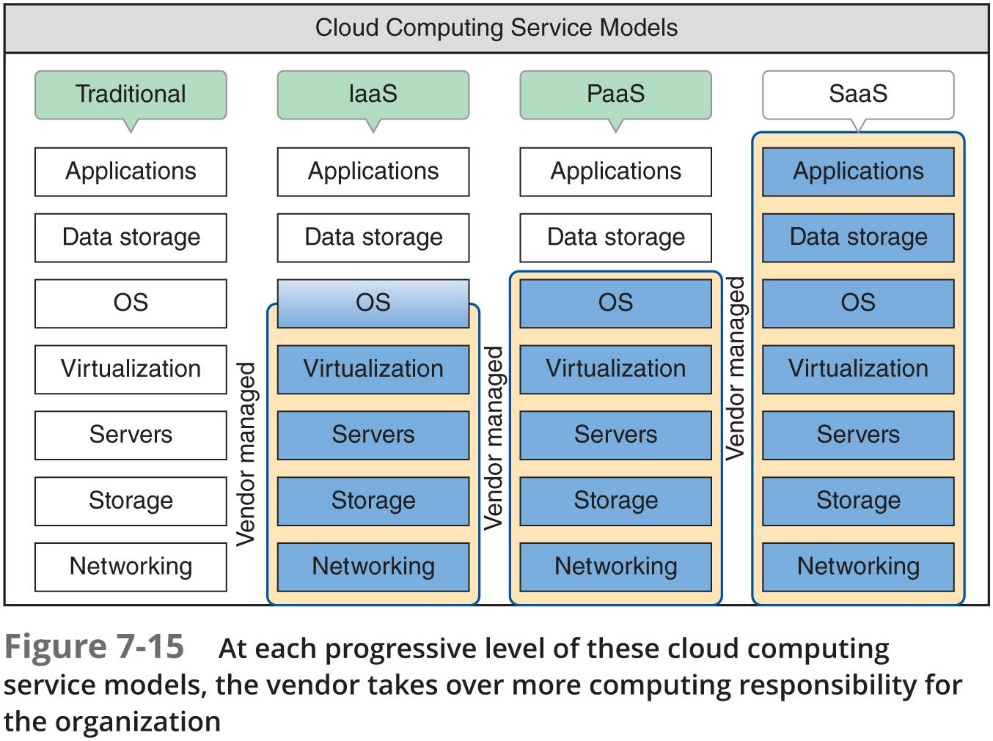 Cloud Computing Service Models
Traditional
IaaS
PaaS
SaaS
Applications
Applications
Applications
Applications
Data storage
Data storage
Data storage
Data storage
OS
OS
OS
OS
Virtualization
Virtualization
Virtualization
Virtualization
Servers
Servers
Servers
Servers
Storage
Storage
Storage
Storage
Networking
Networking
Networking
Networking
Vendor managed
Vendor managed
Vendor managed
Figure 7-15 At each progressive level of these cloud computing
service models, the vendor takes over more computing responsibility for
the organization